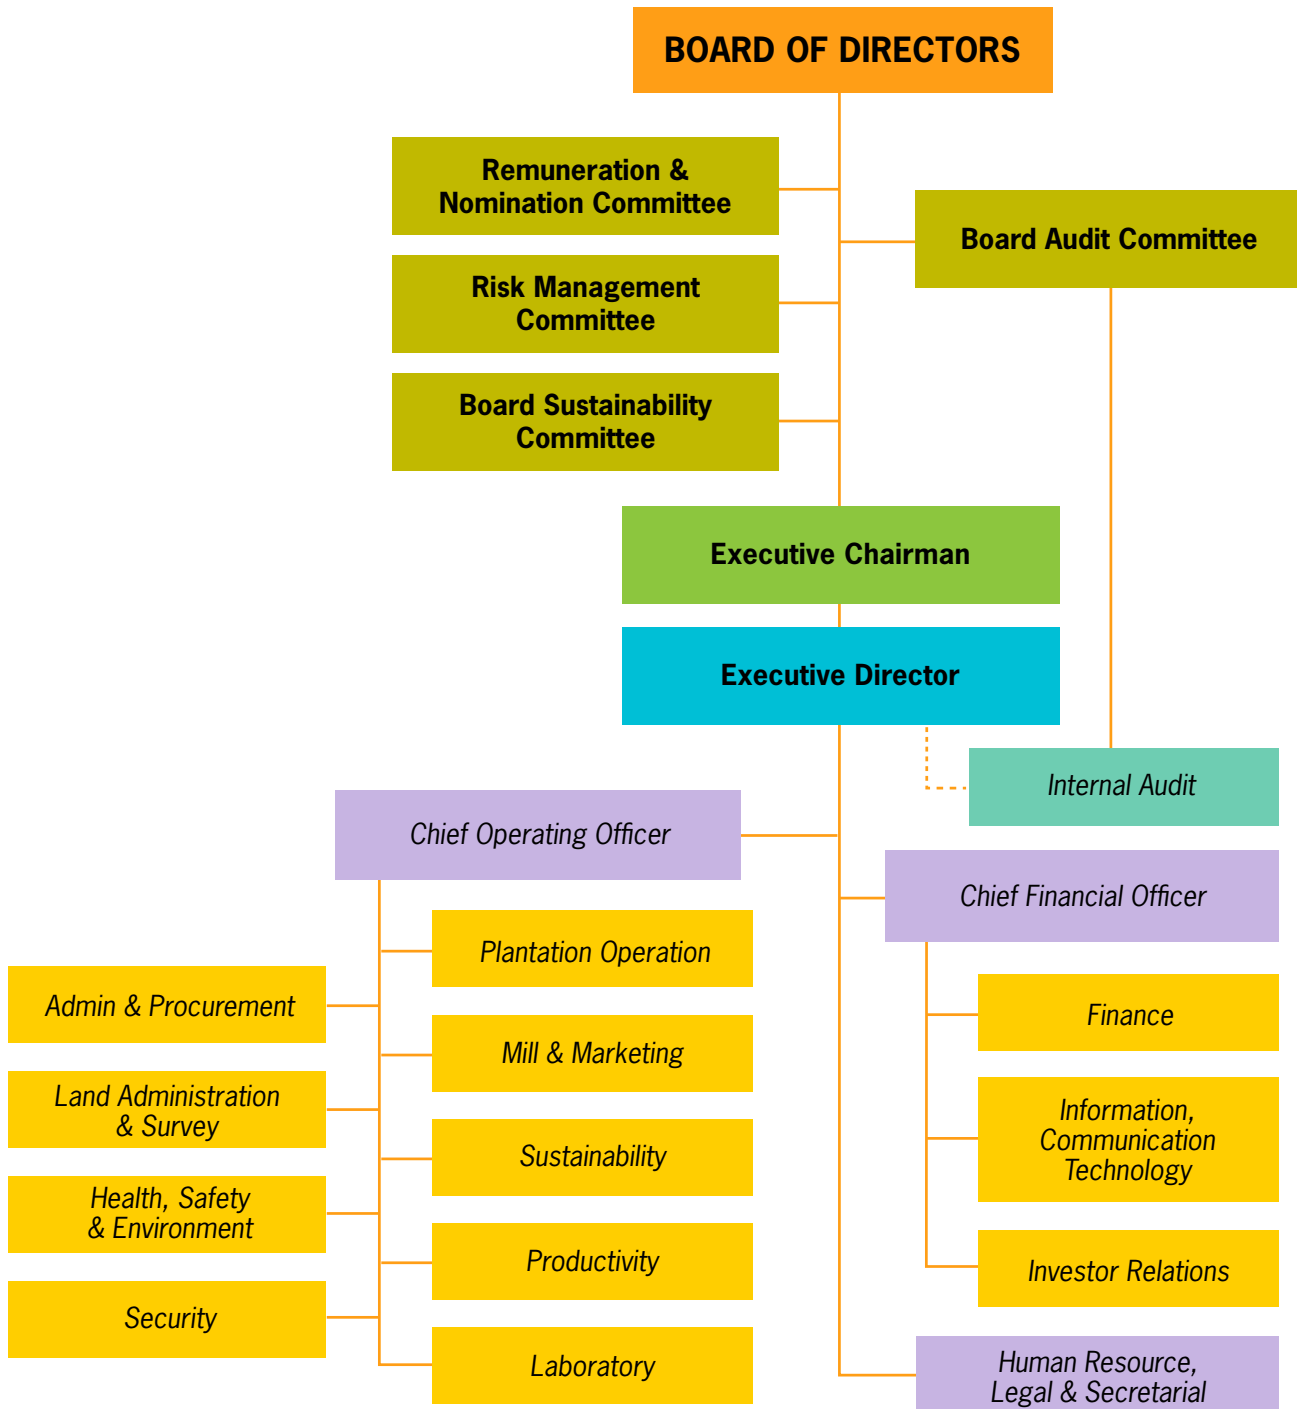 BOARD OF DIRECTORS
Remuneration &
Nomination Committee
Board Audit Committee
Risk Management
Committee
Board Sustainability
Committee
Executive Chairman
Executive Director
Internal Audit
Chief Operating Officer
Chief Financial Officer
Plantation Operation
Admin & Procurement
Finance
Mill & Marketing
Land Administration
& Survey
Information,
Communication
Technology
Sustainability
Health, Safety
& Environment
Productivity
Investor Relations
Security
Laboratory
Human Resource,
Legal & Secretarial